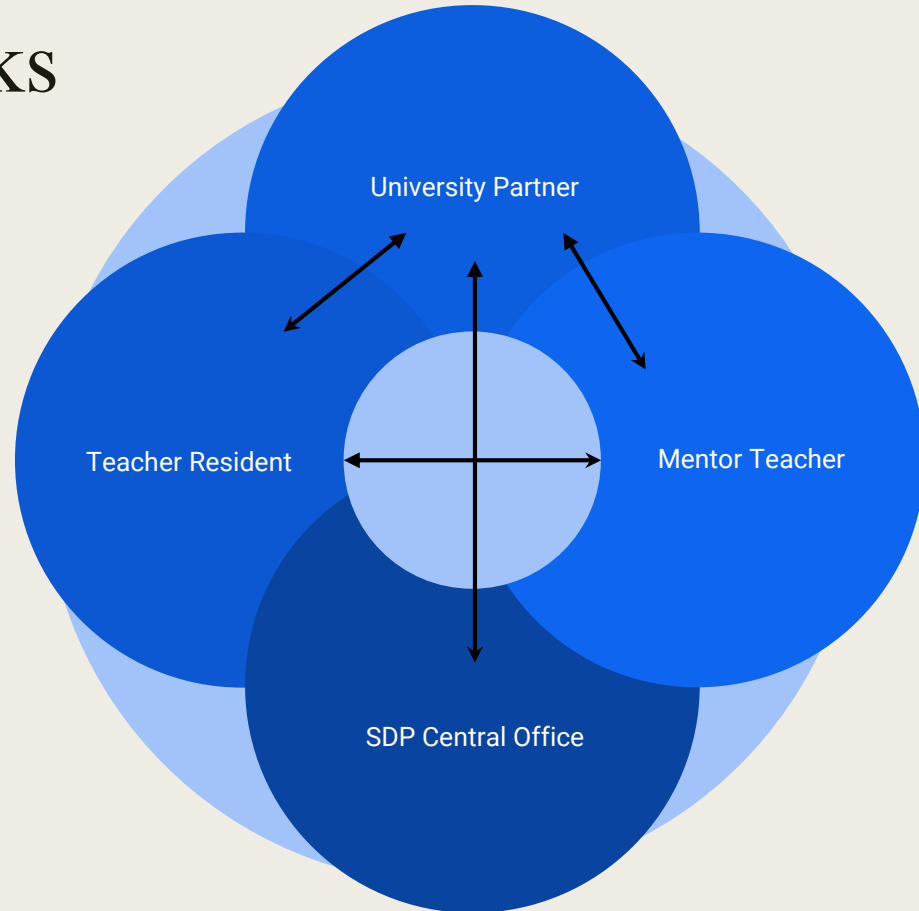 University Partner
Teacher Resident
Mentor Teacher
SDP Central Office